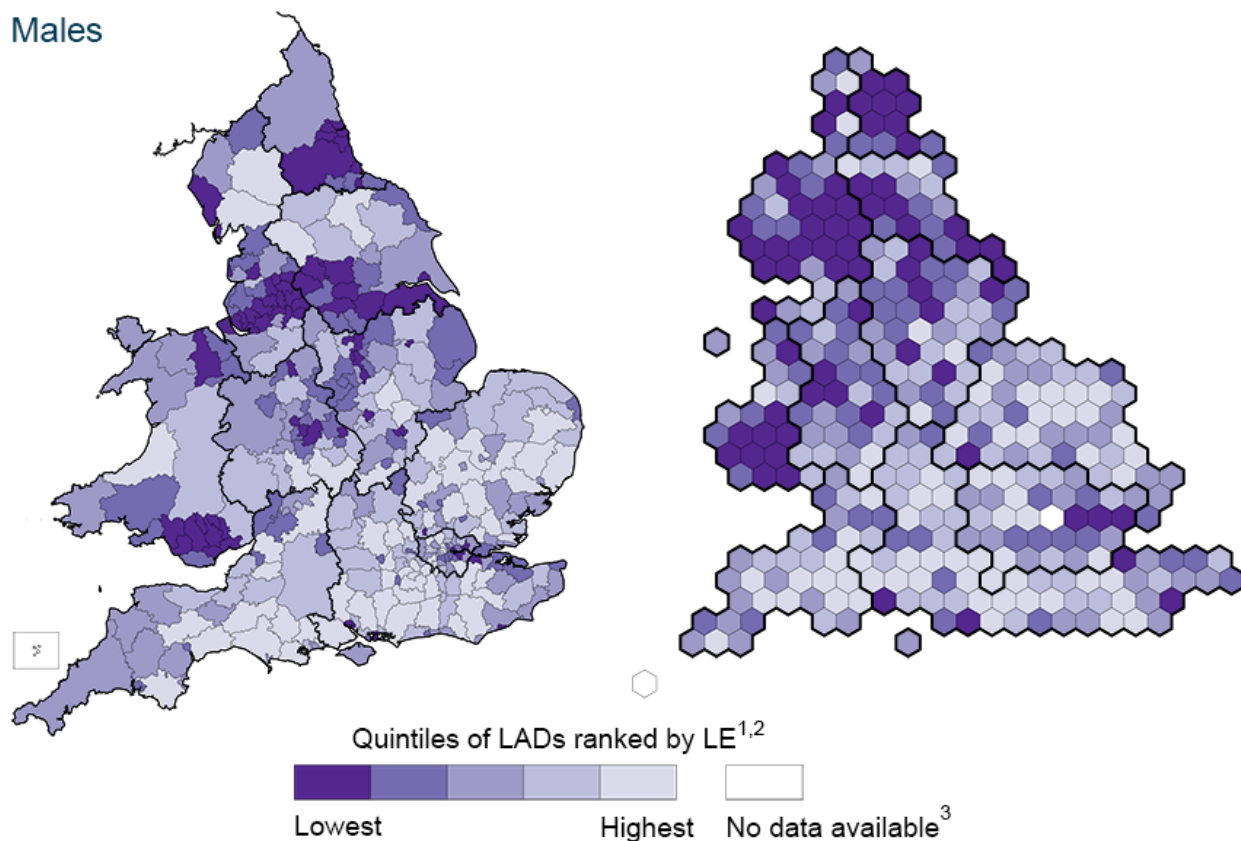 Males
Quintiles of LADs ranked by LE1,2
Lowest Highest No data available3